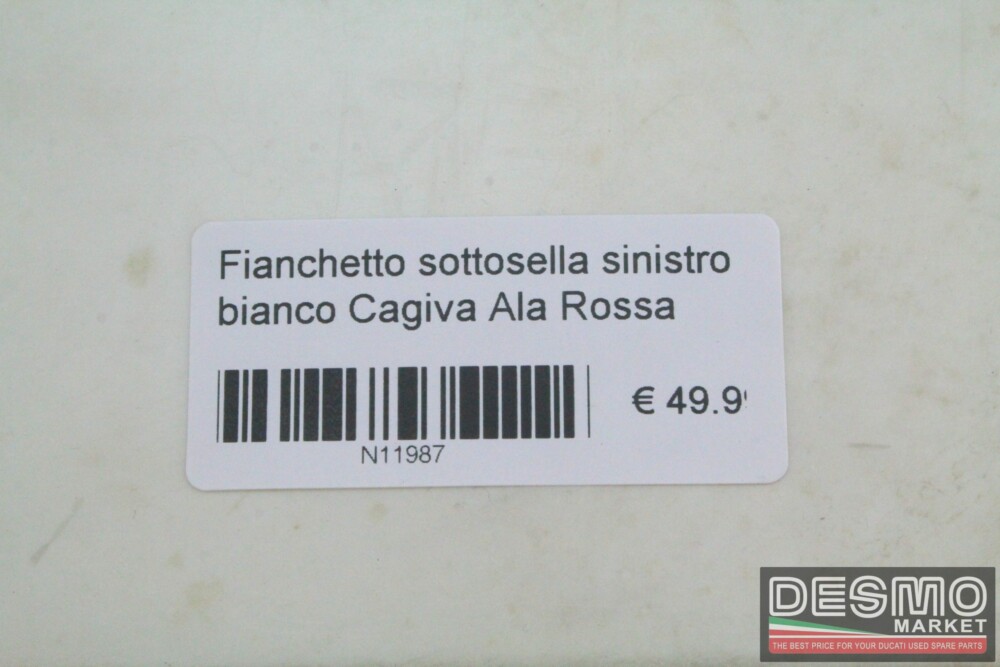 Fianchetto sottosella sinistro
bianco Cagiva Ala Rossa
€ 49.9
N11987
DESMO
MARKET
THE BEST PRICE FOR YOUR DUCATI USED SPARE PARTS